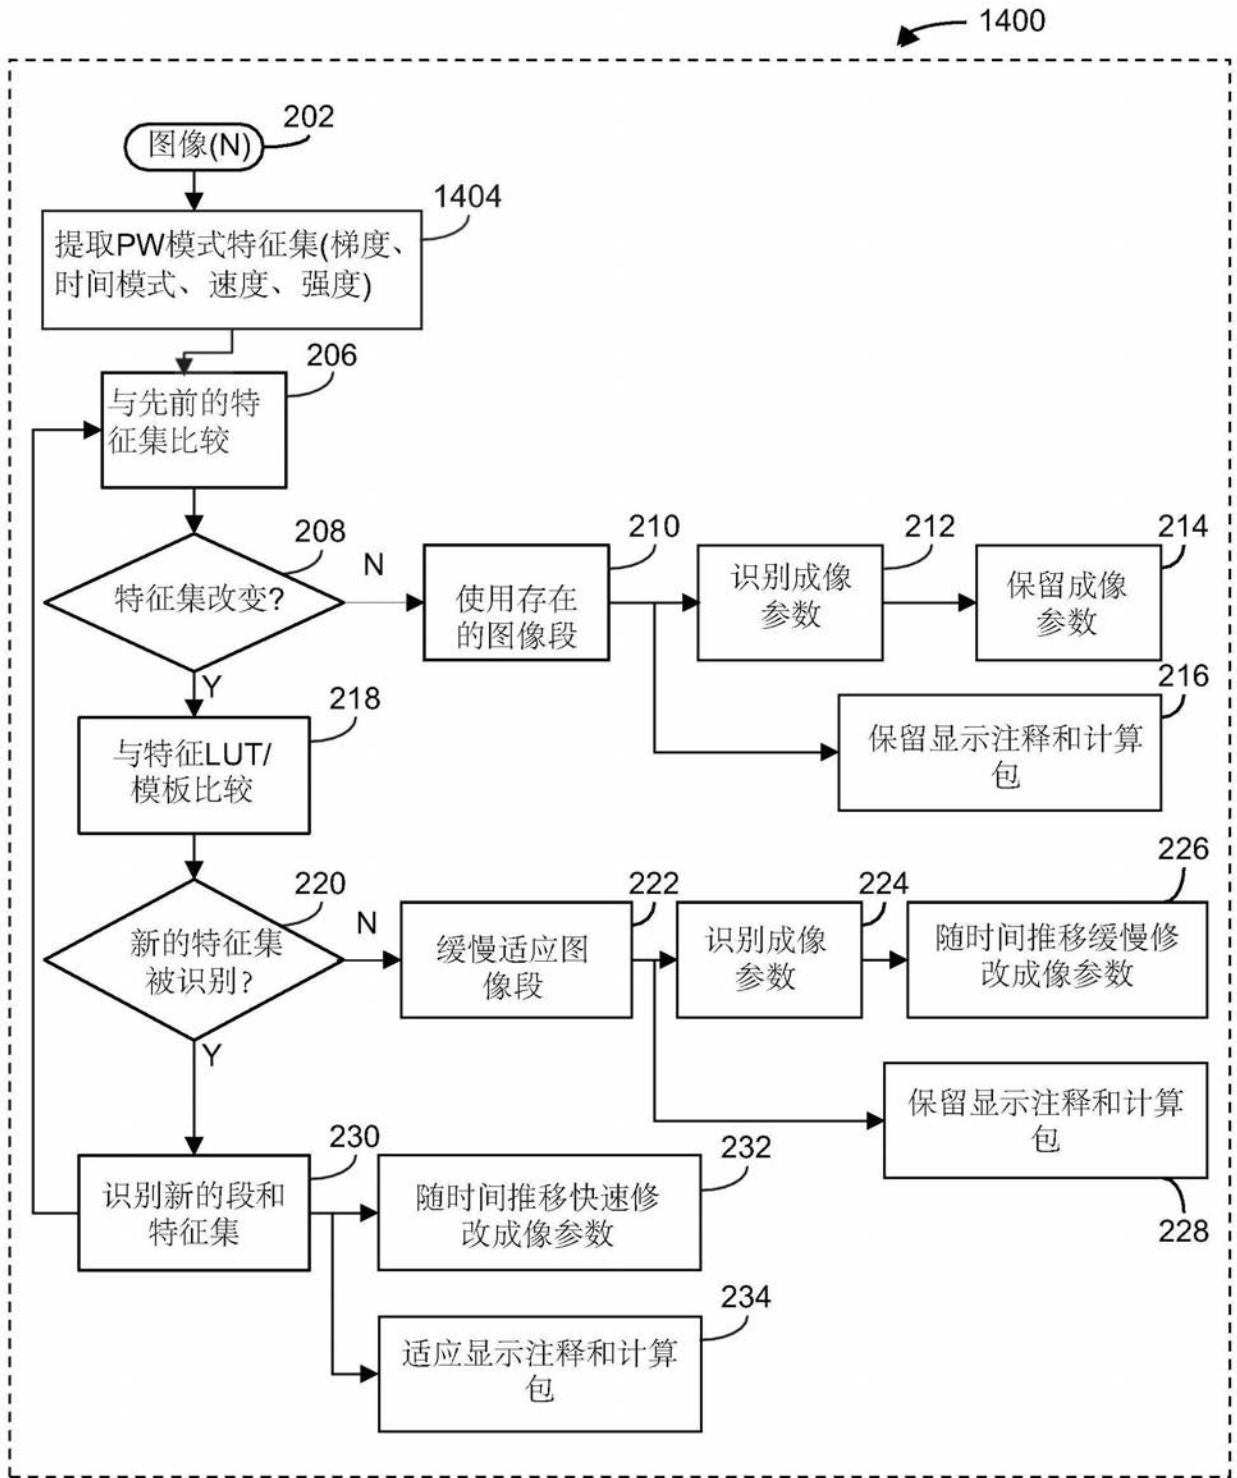 1400
202
图像(N)
1404
提取PW模式特征集(梯度、
时间模式、速度、强度)
206
与先前的特
征集比较
208
特征集改变?
N
210
使用存在
的图像段
212
识别成像
参数
214
保留成像
参数
216
保留显示注释和计算
包
Y
218
与特征LUT/
模板比较
220
新的特征集
被识别?
N
222
缓慢适应图
像段
224
识别成像
参数
226
随时间推移缓慢修
改成像参数
保留显示注释和计算
包
228
Y
230
识别新的段和
特征集
232
随时间推移快速修
改成像参数
234
适应显示注释和计算
包